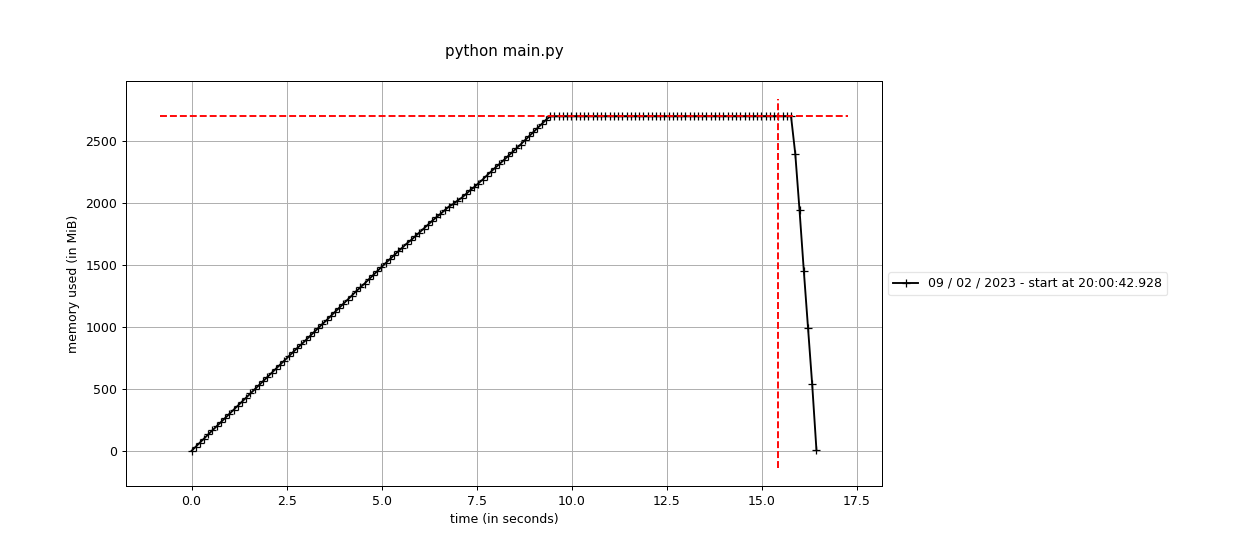 python main.py
memory used (in MiB)
2500
2000
1500
1000
500
0
0.0 2.5 5.0 7.5 10.0 12.5 15.0 17.5
time (in seconds)
09 / 02 / 2023 - start at 20:00:42.928